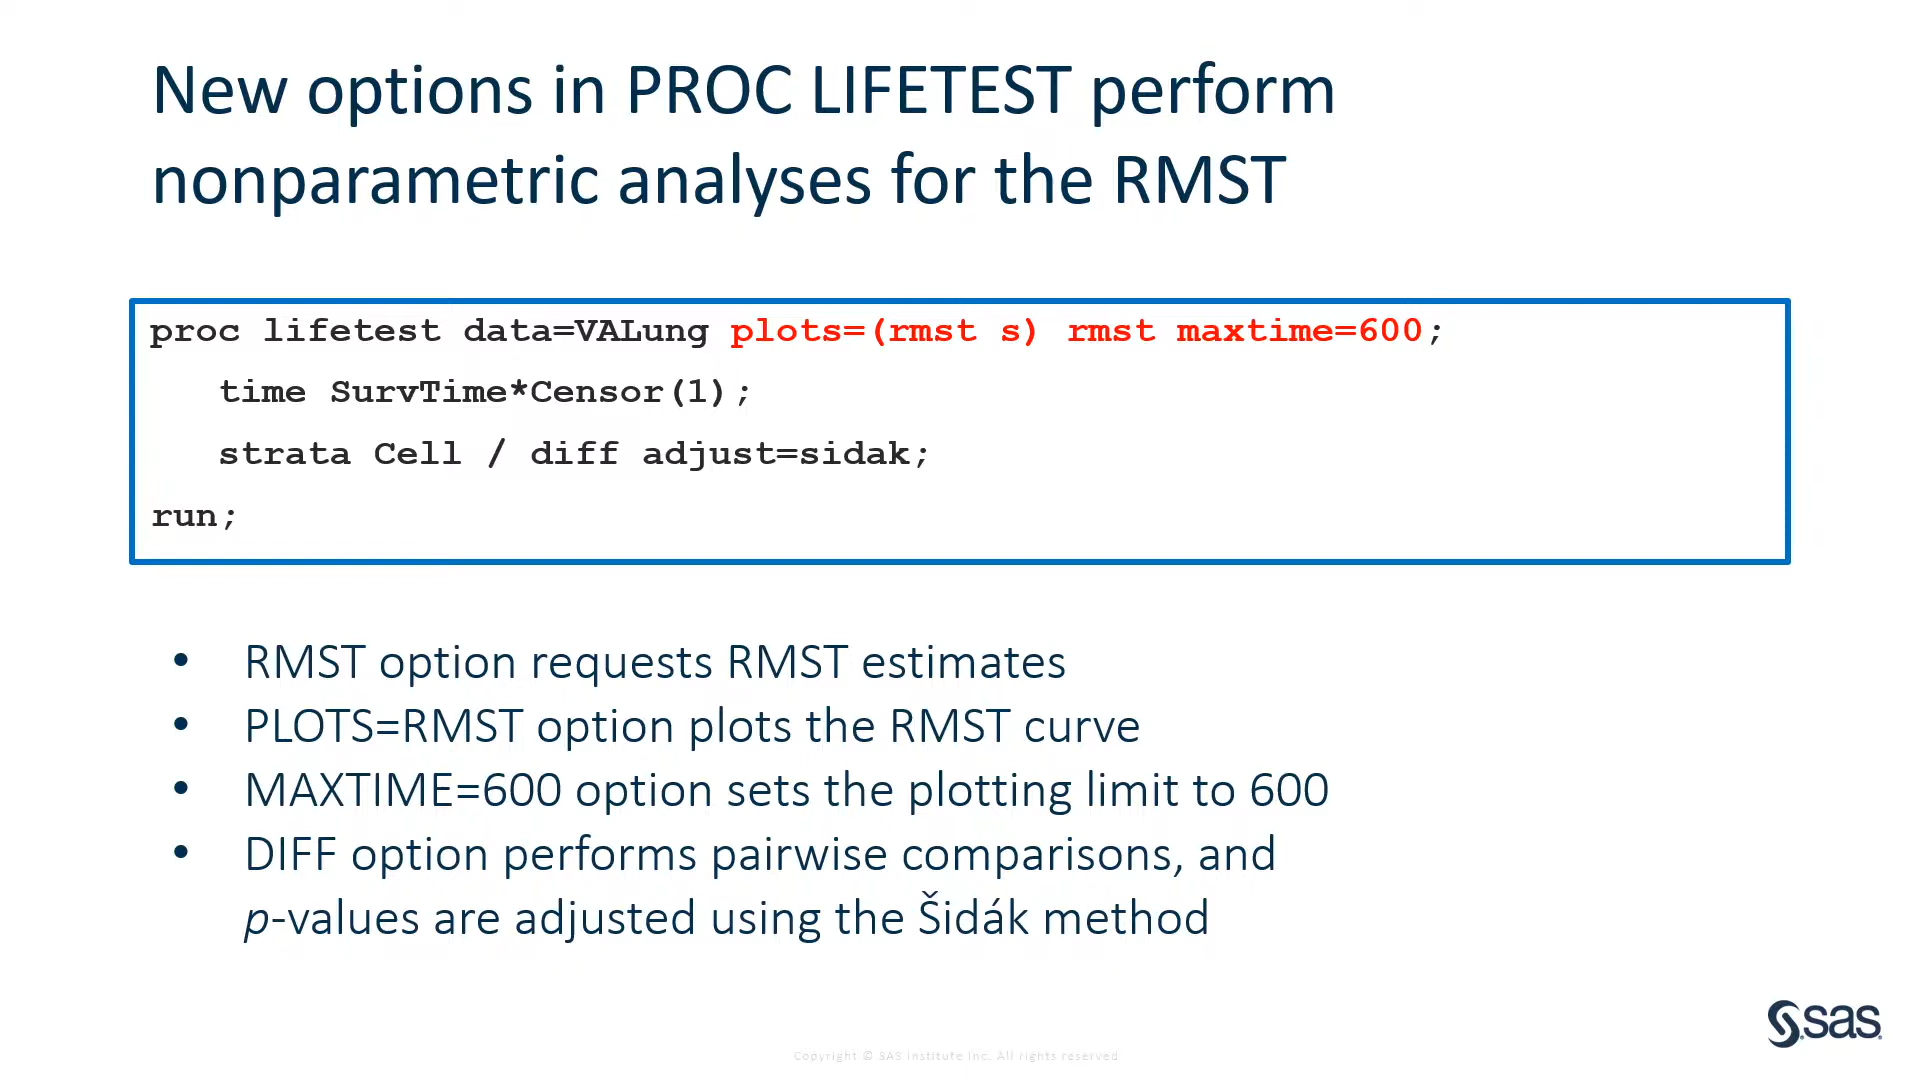 New options in PROC LIFETEST perform
nonparametric analyses for the RMST
proc lifetest data=VALung plots=(rmst s) rmst maxtime=600;
time SurvTime*Censor(1);
strata Cell / diff adjust=sidak;
run;
• RMST option requests RMST estimates
• PLOTS=RMST option plots the RMST curve
• MAXTIME=600 option sets the plotting limit to 600
• DIFF option performs pairwise comparisons, and
p-values are adjusted using the Šidák method
sas
Copyright © SAS Institute Inc. All rights reserved